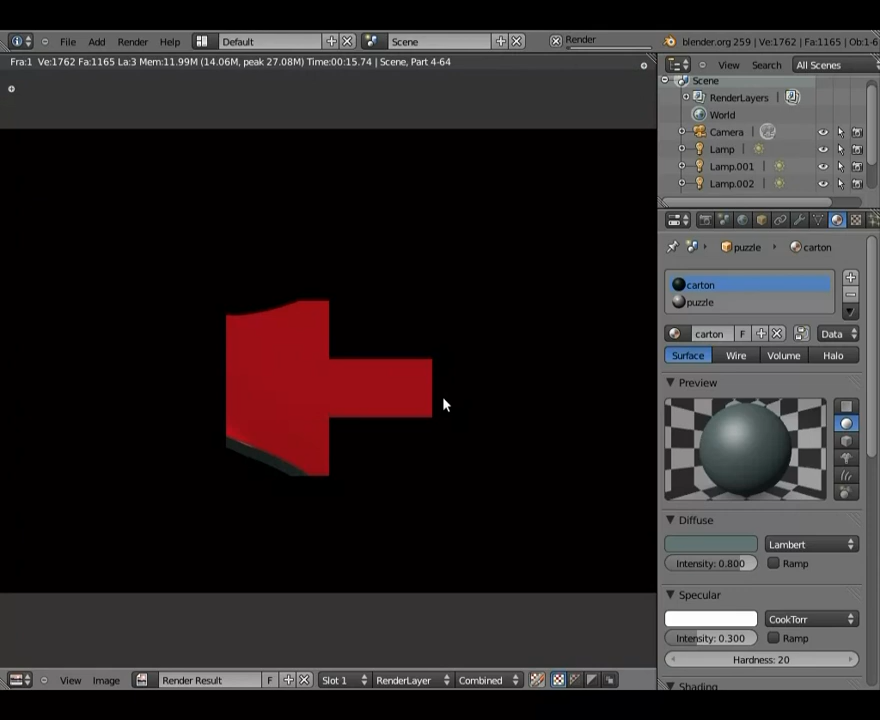 File Add Render Help Default Scene Render blender.org 259 | Ve:1762 | Fa:1165 | Ob:1-6
Fra:1 Ve:1762 Fa:1165 La:3 Mem:11.99M (14.06M, peak 27.08M) Time:00:15.74 | Scene, Part 4-64
View Search All Scenes
Scene
RenderLayers |
World
Camera |
Lamp |
Lamp.001 |
Lamp.002 |
puzzle carton
carton
puzzle
carton F Data
Surface Wire Volume Halo
Preview
Diffuse
Lambert
Intensity: 0.800 Ramp
Specular
CookTorr
Intensity: 0.300 Ramp
Hardness: 20
Shading
View Image Render Result F Slot 1 RenderLayer Combined